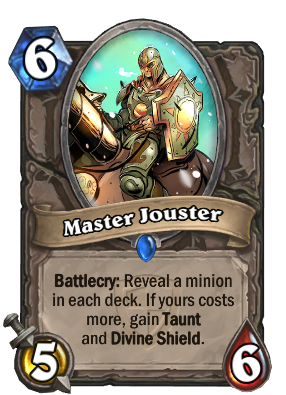 6
Master Jouster
Battlecry: Reveal a minion
in each deck. If yours costs
more, gain Taunt
and Divine Shield.
5
6